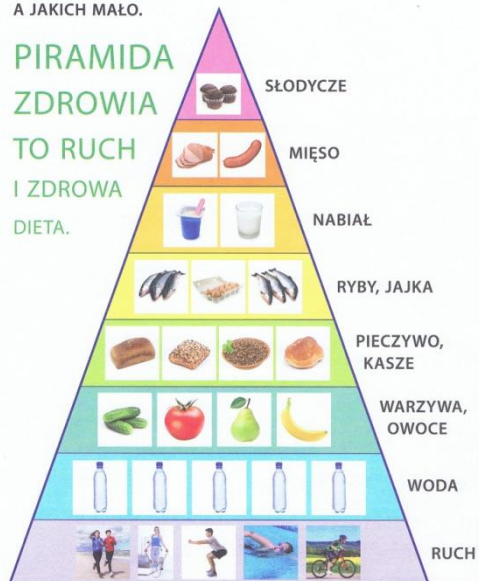 A JAKICH MAŁO.
PIRAMIDA
ZDROWIA
TO RUCH
I ZDROWA
DIETA.
SŁODYCZE
MIĘSO
NABIAŁ
RYBY, JAJKA
PIECZYWO,
KASZE
WARZYWA,
OWOCE
WODA
RUCH